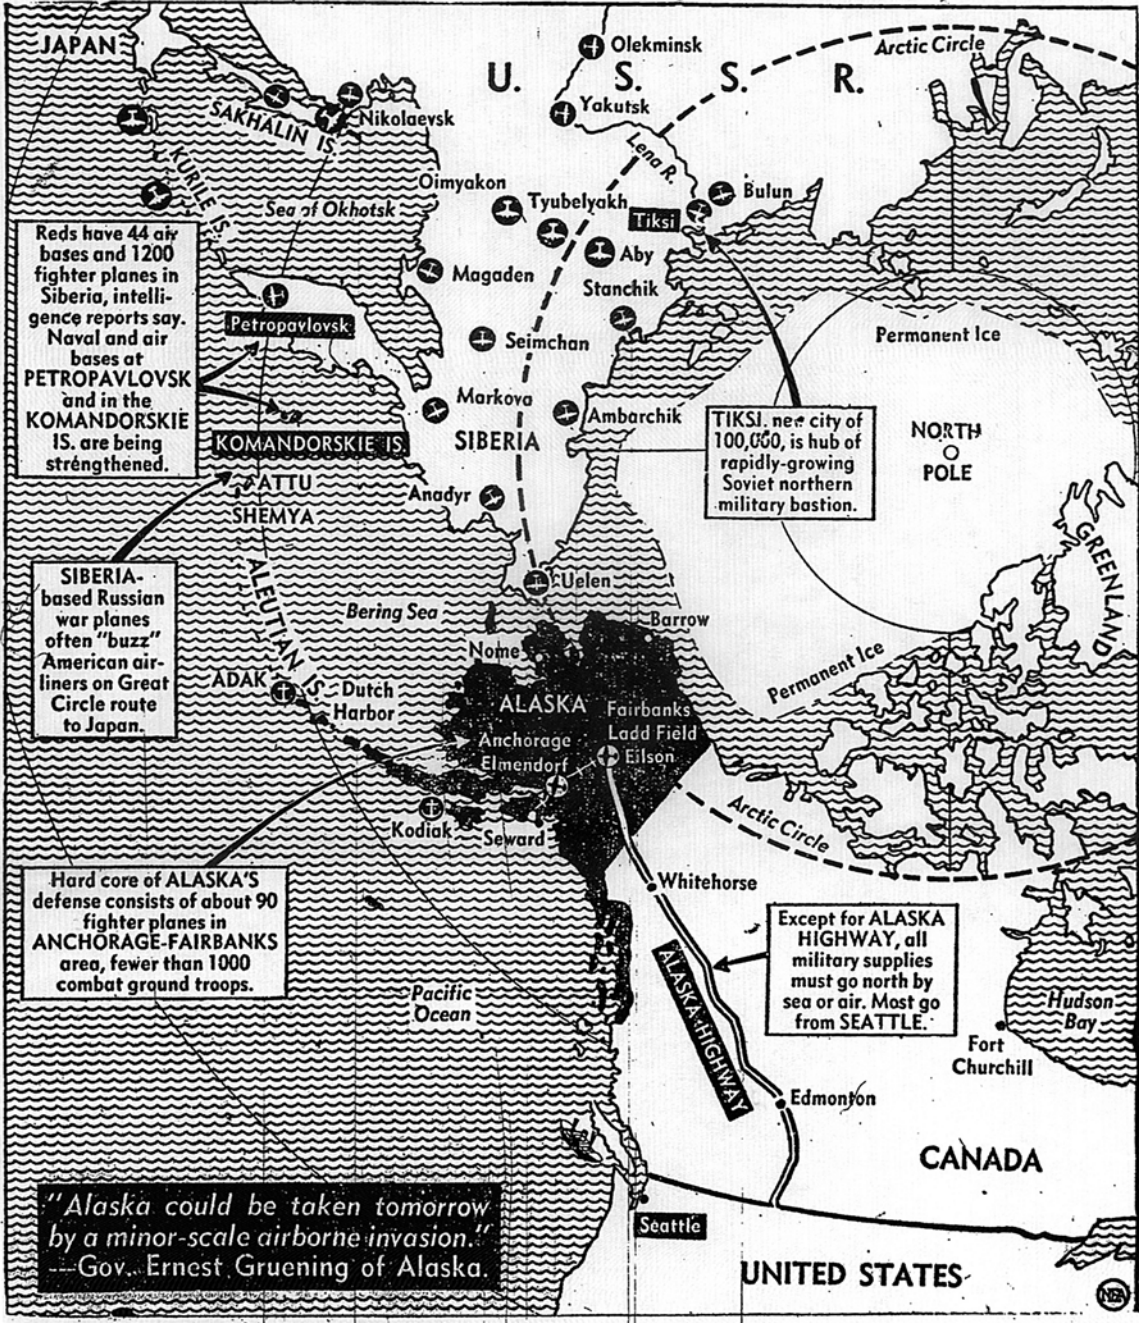 JAPAN
Olekminsk
Arctic Circle
U. S. S. R.
Yakutsk
Nikolaevsk
SAKHALIN IS.
Lena R.
KURILE IS.
Oimyakon
Bulun
Sea of Okhotsk
Tyubelyakh
Tiksi
Reds have 44 air
bases and 1200
fighter planes in
Siberia, intelli-
gence reports say.
Naval and air
bases at
PETROPAVLOVSK
and in the
KOMANDORSKIE
IS. are being
strengthened.
Aby
Magaden
Stanchik
Petropavlovsk
Seimchan
Permanent Ice
Markova
Ambarchik
SIBERIA
KOMANDORSKIE IS
TIKSI, new city of
100,000, is hub of
rapidly-growing
Soviet northern
military bastion.
NORTH
POLE
ATTU
SHEMYA
Anadyr
GREENLAND
SIBERIA-
based Russian
war planes
often "buzz"
American air-
liners on Great
Circle route
to Japan.
ALEUTIAN IS.
Uelen
Bering Sea
Barrow
Nome
Permanent Ice
ADAK
Dutch
Harbor
ALASKA
Fairbanks
Ladd Field
Eilson
Anchorage
Elmendorf
Kodiak
Seward
Arctic Circle
Hard core of ALASKA'S
defense consists of about 90
fighter planes in
ANCHORAGE-FAIRBANKS
area, fewer than 1000
combat ground troops.
Whitehorse
Except for ALASKA
HIGHWAY, all
military supplies
must go north by
sea or air. Most go
from SEATTLE.
ALASKA HIGHWAY
Pacific
Ocean
Hudson
Bay
Fort
Churchill
Edmonton
CANADA
"Alaska could be taken tomorrow
by a minor-scale airborne invasion."
—Gov. Ernest Gruening of Alaska.
Seattle
UNITED STATES
NEA